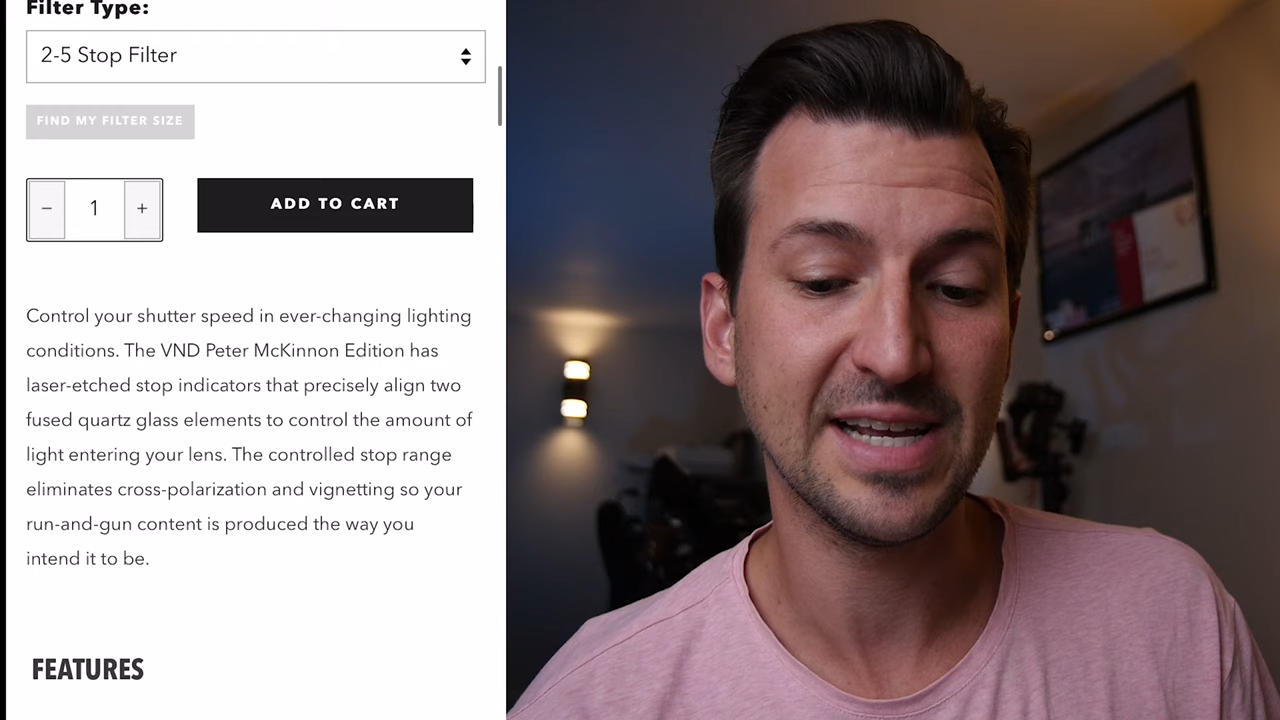 Filter Type:
2-5 Stop Filter
FIND MY FILTER SIZE
− 1 +
ADD TO CART
Control your shutter speed in ever-changing lighting
conditions. The VND Peter McKinnon Edition has
laser-etched stop indicators that precisely align two
fused quartz glass elements to control the amount of
light entering your lens. The controlled stop range
eliminates cross-polarization and vignetting so your
run-and-gun content is produced the way you
intend it to be.
FEATURES